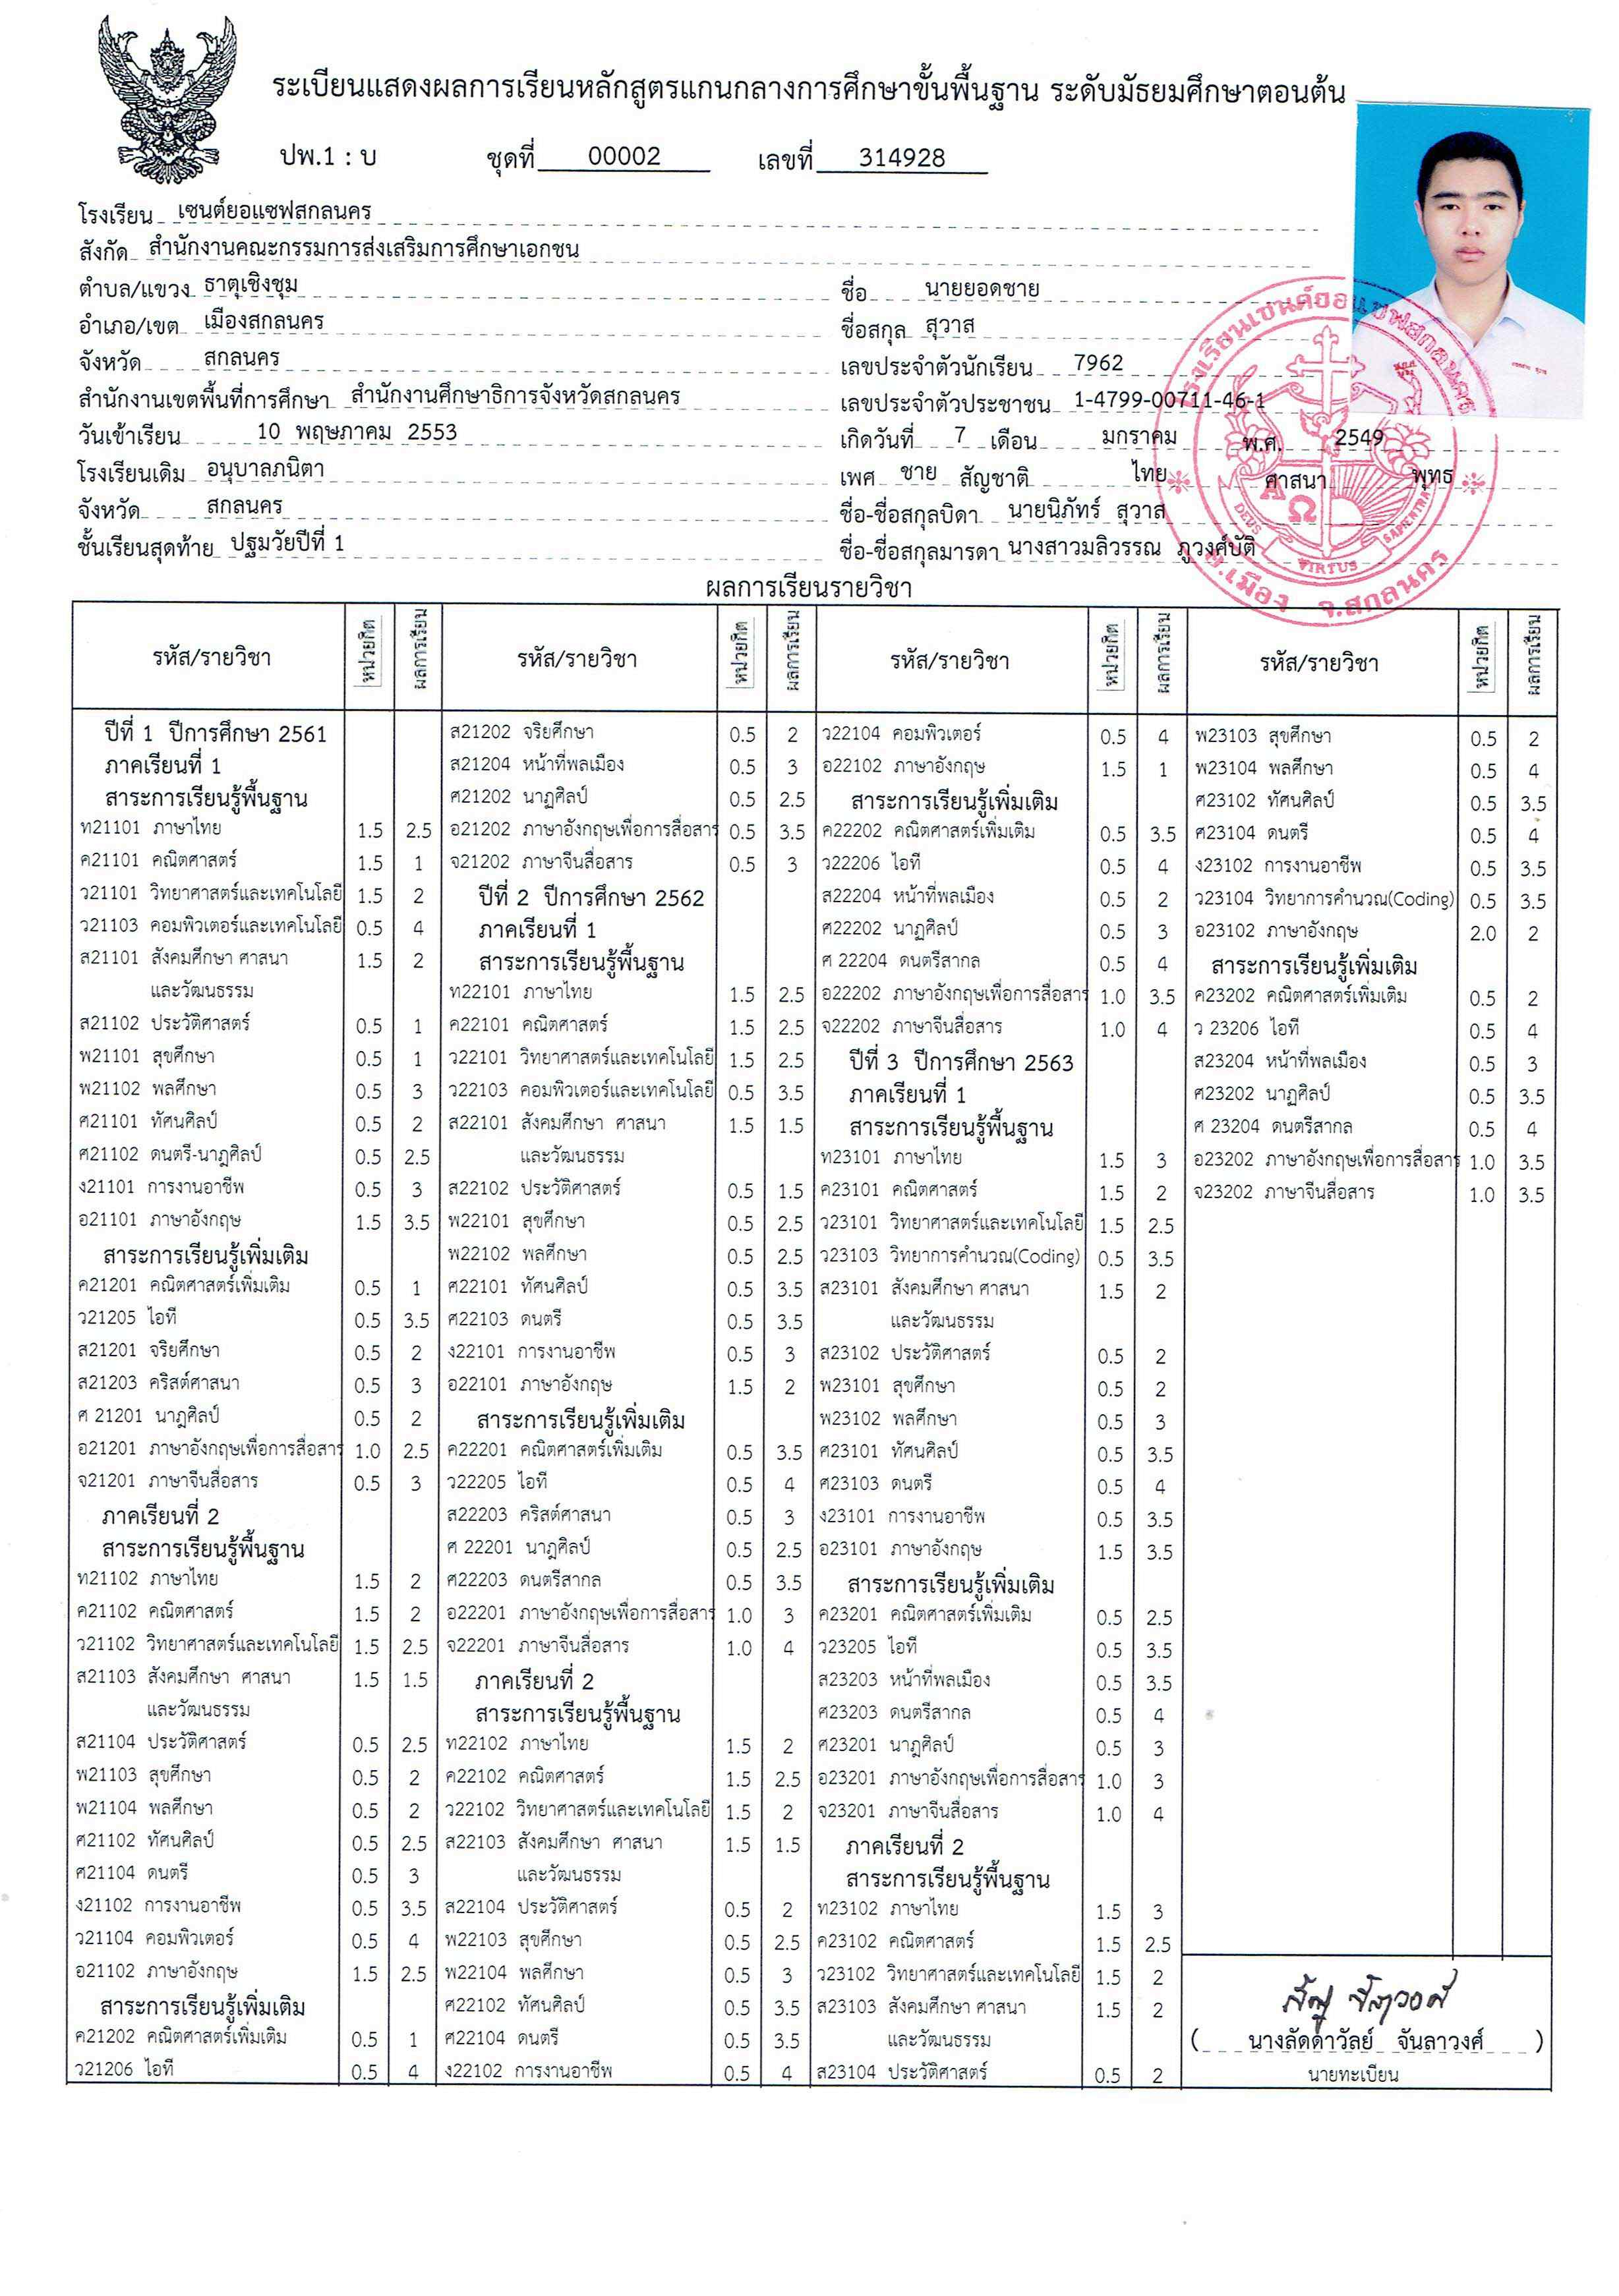 ระเบียนแสดงผลการเรียนหลักสูตรแกนกลางการศึกษาขั้นพื้นฐาน ระดับมัธยมศึกษาตอนต้น
ปพ.1 : บ ชุดที่ 00002 เลขที่ 314928
โรงเรียน เซนต์ยอแซฟสกลนคร
สังกัด สำนักงานคณะกรรมการส่งเสริมการศึกษาเอกชน
ตำบล/แขวง ธาตุเชิงชุม
อำเภอ/เขต เมืองสกลนคร
จังหวัด สกลนคร
สำนักงานเขตพื้นที่การศึกษา สำนักงานศึกษาธิการจังหวัดสกลนคร
วันเข้าเรียน 10 พฤษภาคม 2553
โรงเรียนเดิม อนุบาลภนิตา
จังหวัด สกลนคร
ชั้นเรียนสุดท้าย ปฐมวัยปีที่ 1
ชื่อ นายยอดชาย
ชื่อสกุล สุวาส
เลขประจำตัวนักเรียน 7962
เลขประจำตัวประชาชน 1-4799-00711-46-1
เกิดวันที่ 7 เดือน มกราคม พ.ศ. 2549
เพศ ชาย สัญชาติ ไทย ศาสนา พุทธ
ชื่อ-ชื่อสกุลบิดา นายนิภัทร์ สุวาส
ชื่อ-ชื่อสกุลมารดา นางสาวมลิวรรณ ภูวงศ์บัติ
โรงเรียนเซนต์ยอแซฟสกลนคร
อ.เมือง จ.สกลนคร
Α Ω
DEUS VIRTUS SAPIENTIA
ผลการเรียนรายวิชา
รหัส/รายวิชา หน่วยกิต ผลการเรียน รหัส/รายวิชา หน่วยกิต ผลการเรียน รหัส/รายวิชา หน่วยกิต ผลการเรียน รหัส/รายวิชา หน่วยกิต ผลการเรียน
ปีที่ 1 ปีการศึกษา 2561
ภาคเรียนที่ 1
สาระการเรียนรู้พื้นฐาน
ท21101 ภาษาไทย 1.5 2.5
ค21101 คณิตศาสตร์ 1.5 1
ว21101 วิทยาศาสตร์และเทคโนโลยี 1.5 2
ว21103 คอมพิวเตอร์และเทคโนโลยี 0.5 4
ส21101 สังคมศึกษา ศาสนา 1.5 2
และวัฒนธรรม
ส21102 ประวัติศาสตร์ 0.5 1
พ21101 สุขศึกษา 0.5 1
พ21102 พลศึกษา 0.5 3
ศ21101 ทัศนศิลป์ 0.5 2
ศ21102 ดนตรี-นาฎศิลป์ 0.5 2.5
ง21101 การงานอาชีพ 0.5 3
อ21101 ภาษาอังกฤษ 1.5 3.5
สาระการเรียนรู้เพิ่มเติม
ค21201 คณิตศาสตร์เพิ่มเติม 0.5 1
ว21205 ไอที 0.5 3.5
ส21201 จริยศึกษา 0.5 2
ส21203 คริสต์ศาสนา 0.5 3
ศ 21201 นาฎศิลป์ 0.5 2
อ21201 ภาษาอังกฤษเพื่อการสื่อสาร 1.0 2.5
จ21201 ภาษาจีนสื่อสาร 0.5 3
ภาคเรียนที่ 2
สาระการเรียนรู้พื้นฐาน
ท21102 ภาษาไทย 1.5 2
ค21102 คณิตศาสตร์ 1.5 2
ว21102 วิทยาศาสตร์และเทคโนโลยี 1.5 2.5
ส21103 สังคมศึกษา ศาสนา 1.5 1.5
และวัฒนธรรม
ส21104 ประวัติศาสตร์ 0.5 2.5
พ21103 สุขศึกษา 0.5 2
พ21104 พลศึกษา 0.5 2
ศ21102 ทัศนศิลป์ 0.5 2.5
ศ21104 ดนตรี 0.5 3
ง21102 การงานอาชีพ 0.5 3.5
ว21104 คอมพิวเตอร์ 0.5 4
อ21102 ภาษาอังกฤษ 1.5 2.5
สาระการเรียนรู้เพิ่มเติม
ค21202 คณิตศาสตร์เพิ่มเติม 0.5 1
ว21206 ไอที 0.5 4
ส21202 จริยศึกษา 0.5 2
ส21204 หน้าที่พลเมือง 0.5 3
ศ21202 นาฏศิลป์ 0.5 2.5
อ21202 ภาษาอังกฤษเพื่อการสื่อสาร 0.5 3.5
จ21202 ภาษาจีนสื่อสาร 0.5 3
ปีที่ 2 ปีการศึกษา 2562
ภาคเรียนที่ 1
สาระการเรียนรู้พื้นฐาน
ท22101 ภาษาไทย 1.5 2.5
ค22101 คณิตศาสตร์ 1.5 2.5
ว22101 วิทยาศาสตร์และเทคโนโลยี 1.5 2.5
ว22103 คอมพิวเตอร์และเทคโนโลยี 0.5 3.5
ส22101 สังคมศึกษา ศาสนา 1.5 1.5
และวัฒนธรรม
ส22102 ประวัติศาสตร์ 0.5 1.5
พ22101 สุขศึกษา 0.5 2.5
พ22102 พลศึกษา 0.5 2.5
ศ22101 ทัศนศิลป์ 0.5 3.5
ศ22103 ดนตรี 0.5 3.5
ง22101 การงานอาชีพ 0.5 3
อ22101 ภาษาอังกฤษ 1.5 2
สาระการเรียนรู้เพิ่มเติม
ค22201 คณิตศาสตร์เพิ่มเติม 0.5 3.5
ว22205 ไอที 0.5 4
ส22203 คริสต์ศาสนา 0.5 3
ศ 22201 นาฎศิลป์ 0.5 2.5
ศ22203 ดนตรีสากล 0.5 3.5
อ22201 ภาษาอังกฤษเพื่อการสื่อสาร 1.0 3
จ22201 ภาษาจีนสื่อสาร 1.0 4
ภาคเรียนที่ 2
สาระการเรียนรู้พื้นฐาน
ท22102 ภาษาไทย 1.5 2
ค22102 คณิตศาสตร์ 1.5 2.5
ว22102 วิทยาศาสตร์และเทคโนโลยี 1.5 2
ส22103 สังคมศึกษา ศาสนา 1.5 1.5
และวัฒนธรรม
ส22104 ประวัติศาสตร์ 0.5 2
พ22103 สุขศึกษา 0.5 2.5
พ22104 พลศึกษา 0.5 3
ศ22102 ทัศนศิลป์ 0.5 3.5
ศ22104 ดนตรี 0.5 3.5
ง22102 การงานอาชีพ 0.5 4
ว22104 คอมพิวเตอร์ 0.5 4
อ22102 ภาษาอังกฤษ 1.5 1
สาระการเรียนรู้เพิ่มเติม
ค22202 คณิตศาสตร์เพิ่มเติม 0.5 3.5
ว22206 ไอที 0.5 4
ส22204 หน้าที่พลเมือง 0.5 2
ศ22202 นาฏศิลป์ 0.5 3
ศ 22204 ดนตรีสากล 0.5 4
อ22202 ภาษาอังกฤษเพื่อการสื่อสาร 1.0 3.5
จ22202 ภาษาจีนสื่อสาร 1.0 4
ปีที่ 3 ปีการศึกษา 2563
ภาคเรียนที่ 1
สาระการเรียนรู้พื้นฐาน
ท23101 ภาษาไทย 1.5 3
ค23101 คณิตศาสตร์ 1.5 2
ว23101 วิทยาศาสตร์และเทคโนโลยี 1.5 2.5
ว23103 วิทยาการคำนวณ(Coding) 0.5 3.5
ส23101 สังคมศึกษา ศาสนา 1.5 2
และวัฒนธรรม
ส23102 ประวัติศาสตร์ 0.5 2
พ23101 สุขศึกษา 0.5 2
พ23102 พลศึกษา 0.5 3
ศ23101 ทัศนศิลป์ 0.5 3.5
ศ23103 ดนตรี 0.5 4
ง23101 การงานอาชีพ 0.5 3.5
อ23101 ภาษาอังกฤษ 1.5 3.5
สาระการเรียนรู้เพิ่มเติม
ค23201 คณิตศาสตร์เพิ่มเติม 0.5 2.5
ว23205 ไอที 0.5 3.5
ส23203 หน้าที่พลเมือง 0.5 3.5
ศ23203 ดนตรีสากล 0.5 4
ศ23201 นาฎศิลป์ 0.5 3
อ23201 ภาษาอังกฤษเพื่อการสื่อสาร 1.0 3
จ23201 ภาษาจีนสื่อสาร 1.0 4
ภาคเรียนที่ 2
สาระการเรียนรู้พื้นฐาน
ท23102 ภาษาไทย 1.5 3
ค23102 คณิตศาสตร์ 1.5 2.5
ว23102 วิทยาศาสตร์และเทคโนโลยี 1.5 2
ส23103 สังคมศึกษา ศาสนา 1.5 2
และวัฒนธรรม
ส23104 ประวัติศาสตร์ 0.5 2
พ23103 สุขศึกษา 0.5 2
พ23104 พลศึกษา 0.5 4
ศ23102 ทัศนศิลป์ 0.5 3.5
ศ23104 ดนตรี 0.5 4
ง23102 การงานอาชีพ 0.5 3.5
ว23104 วิทยาการคำนวณ(Coding) 0.5 3.5
อ23102 ภาษาอังกฤษ 2.0 2
สาระการเรียนรู้เพิ่มเติม
ค23202 คณิตศาสตร์เพิ่มเติม 0.5 2
ว 23206 ไอที 0.5 4
ส23204 หน้าที่พลเมือง 0.5 3
ศ23202 นาฏศิลป์ 0.5 3.5
ศ 23204 ดนตรีสากล 0.5 4
อ23202 ภาษาอังกฤษเพื่อการสื่อสาร 1.0 3.5
จ23202 ภาษาจีนสื่อสาร 1.0 3.5
( นางลัดดาวัลย์ จันลาวงศ์ )
นายทะเบียน